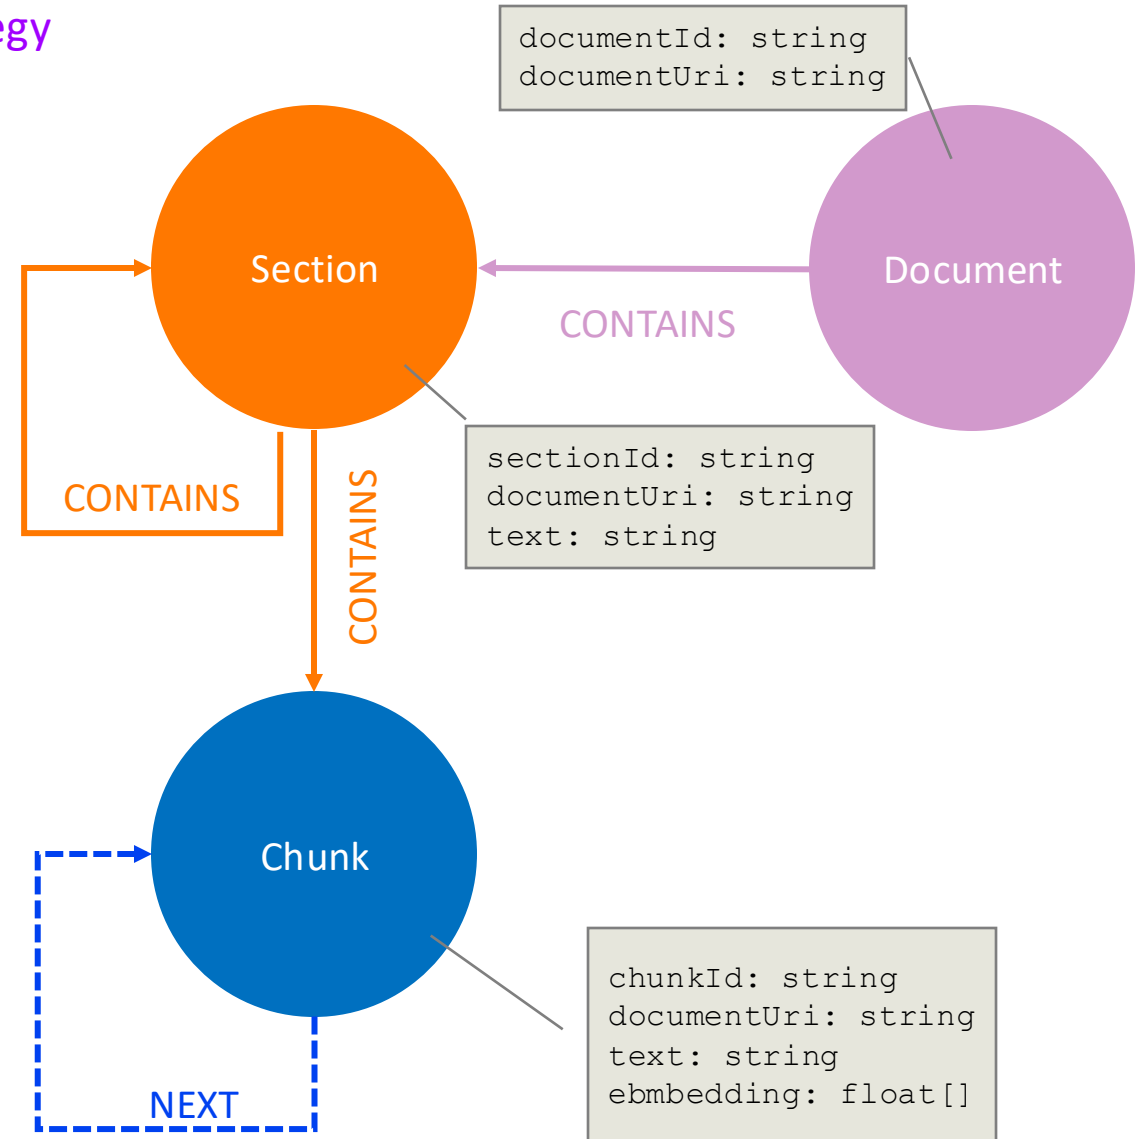 egy
documentId: string
documentUri: string
Section
Document
CONTAINS
sectionId: string
documentUri: string
text: string
CONTAINS
CONTAINS
Chunk
chunkId: string
documentUri: string
text: string
ebmbedding: float[]
NEXT